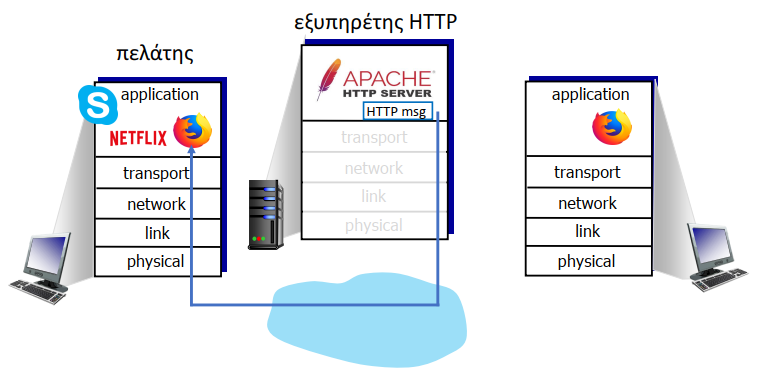 πελάτης
application
S
NETFLIX
transport
network
link
physical
εξυπηρέτης HTTP
APACHE
HTTP SERVER
HTTP msg
transport
network
link
physical
application
transport
network
link
physical